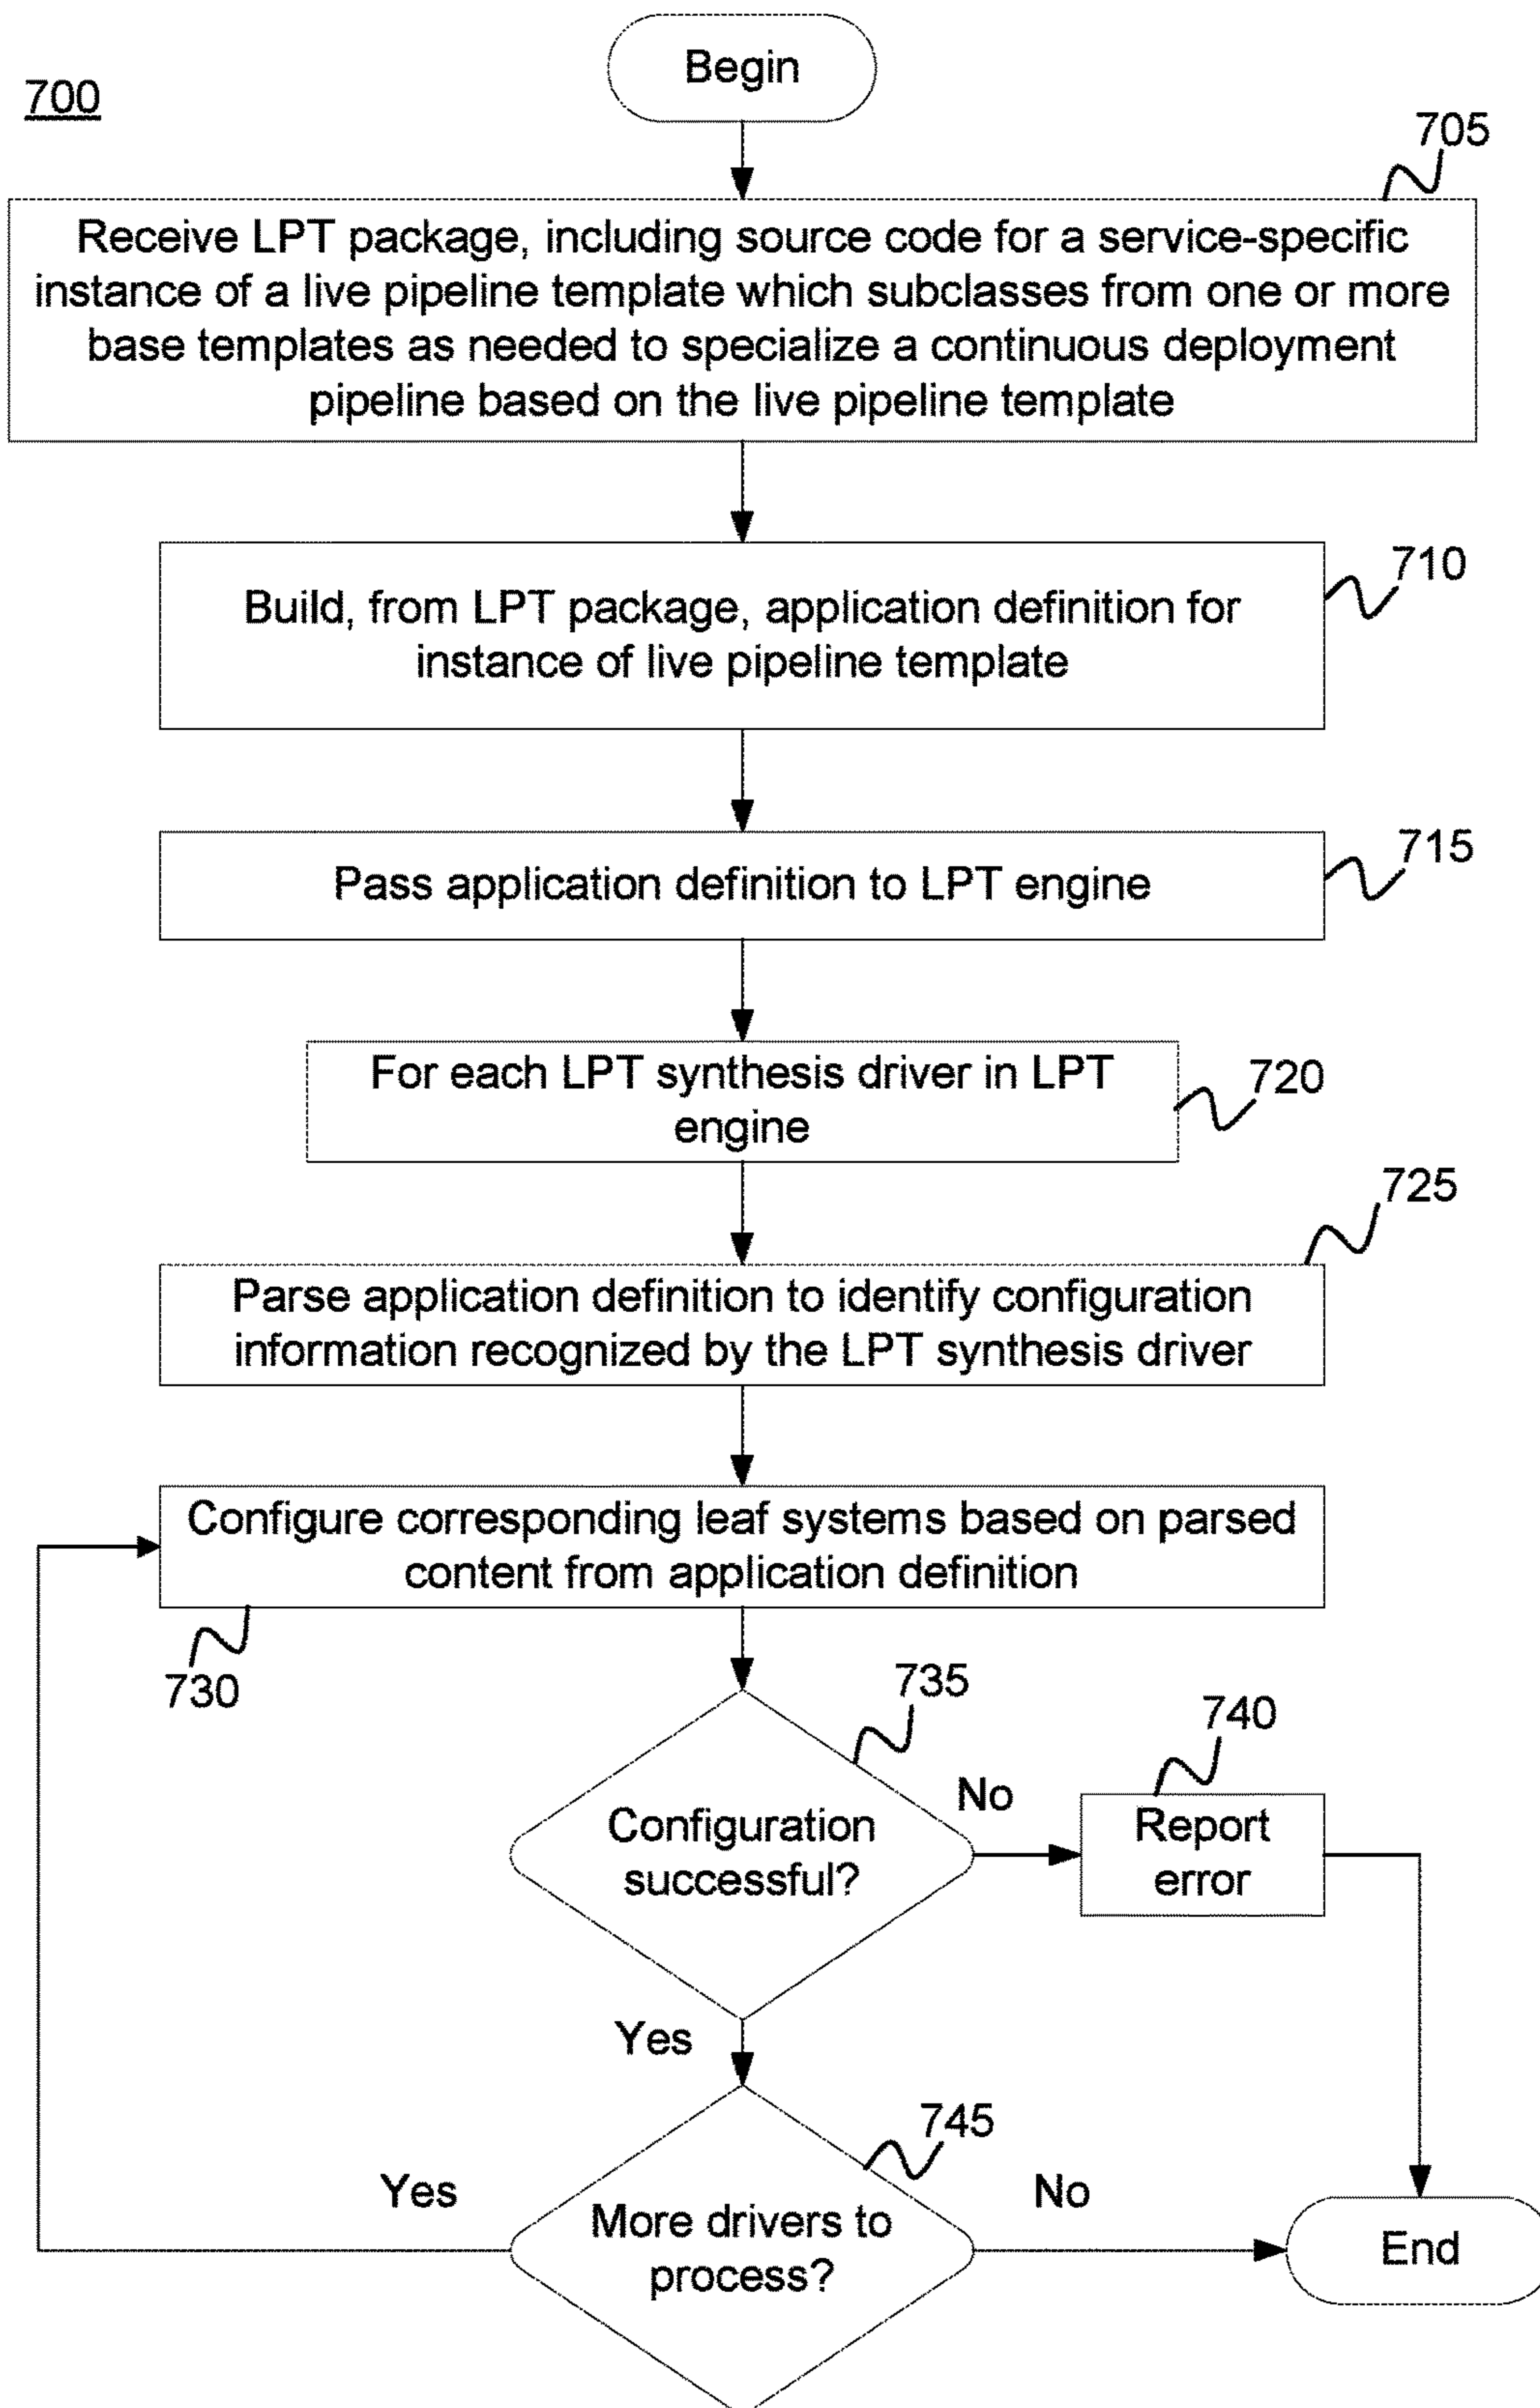 Begin
700
705
Receive LPT package, including source code for a service-specific
instance of a live pipeline template which subclasses from one or more
base templates as needed to specialize a continuous deployment
pipeline based on the live pipeline template
710
Build, from LPT package, application definition for
instance of live pipeline template
715
Pass application definition to LPT engine
720
For each LPT synthesis driver in LPT
engine
725
Parse application definition to identify configuration
information recognized by the LPT synthesis driver
Configure corresponding leaf systems based on parsed
content from application definition
730
735
740
Configuration
successful?
No
Report
error
Yes
745
More drivers to
process?
Yes
No
End